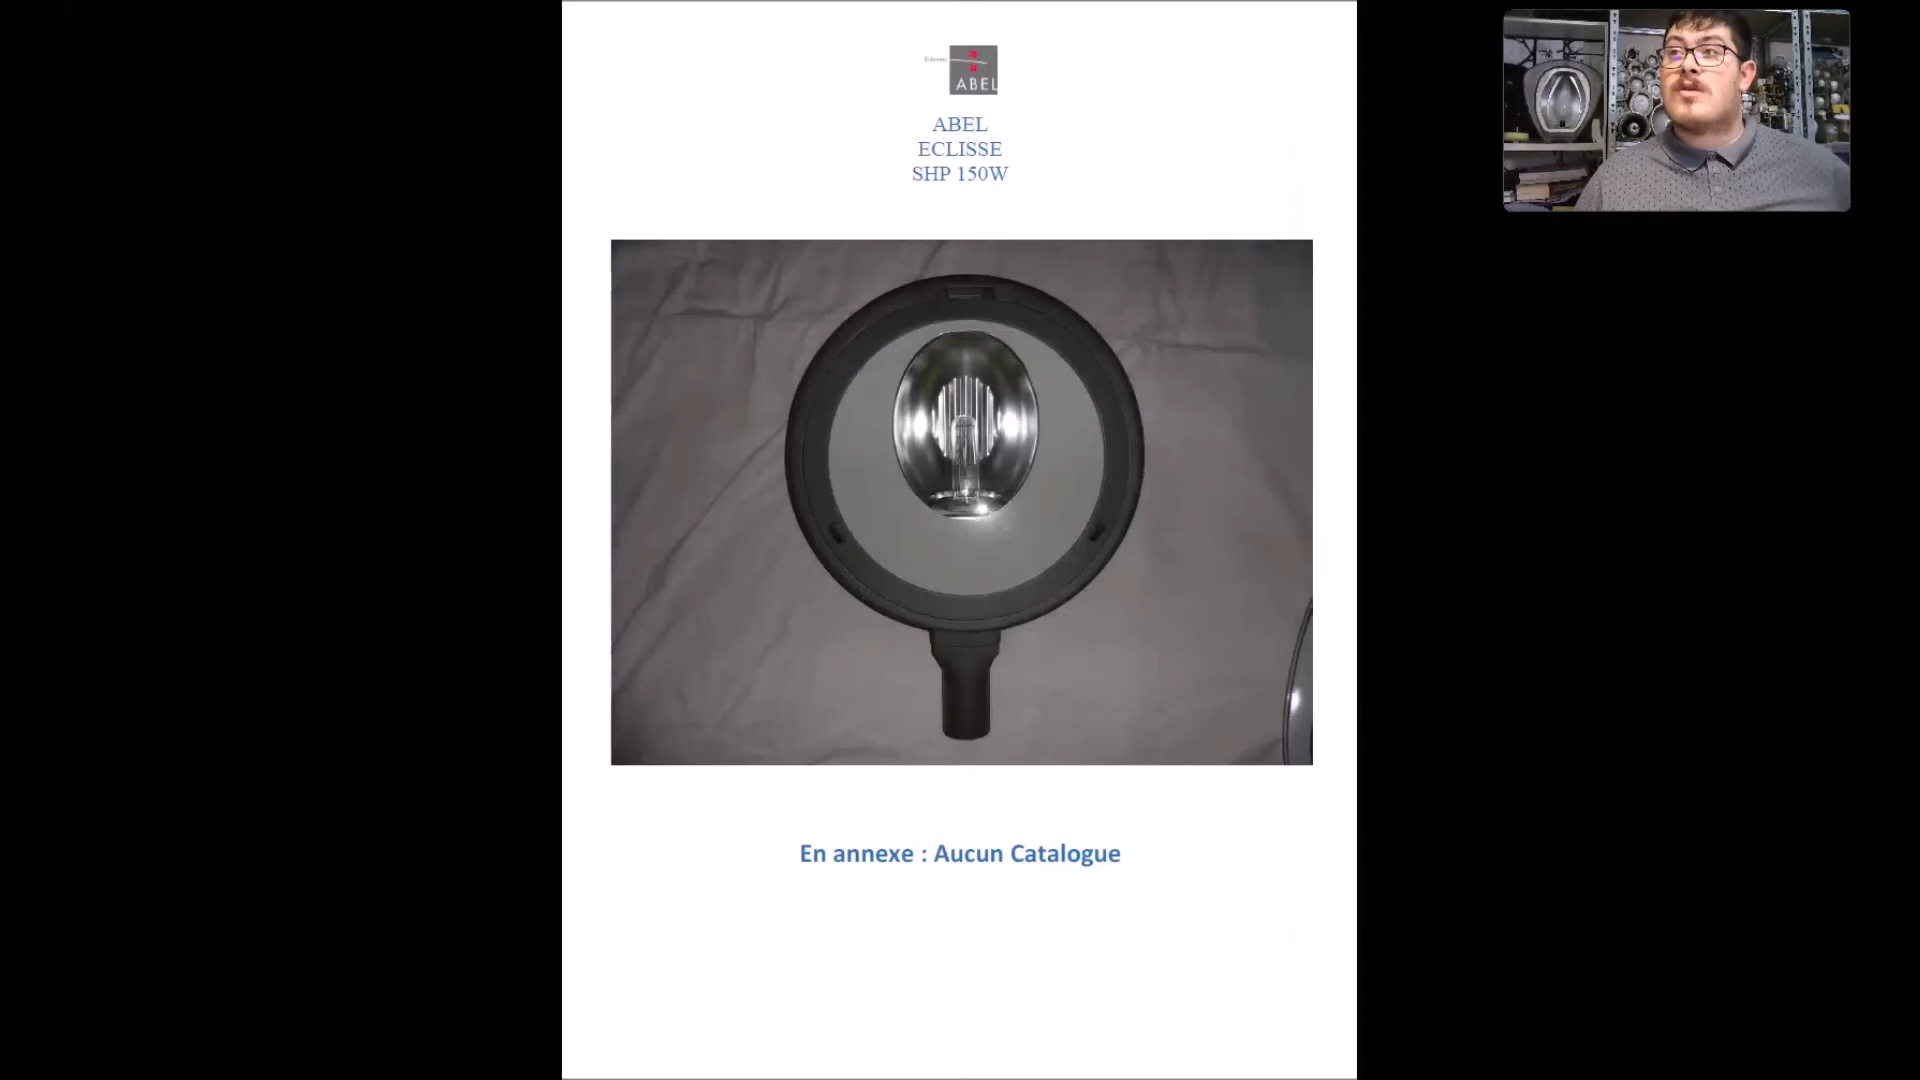 ABEL
ABEL
ECLISSE
SHP 150W
En annexe : Aucun Catalogue